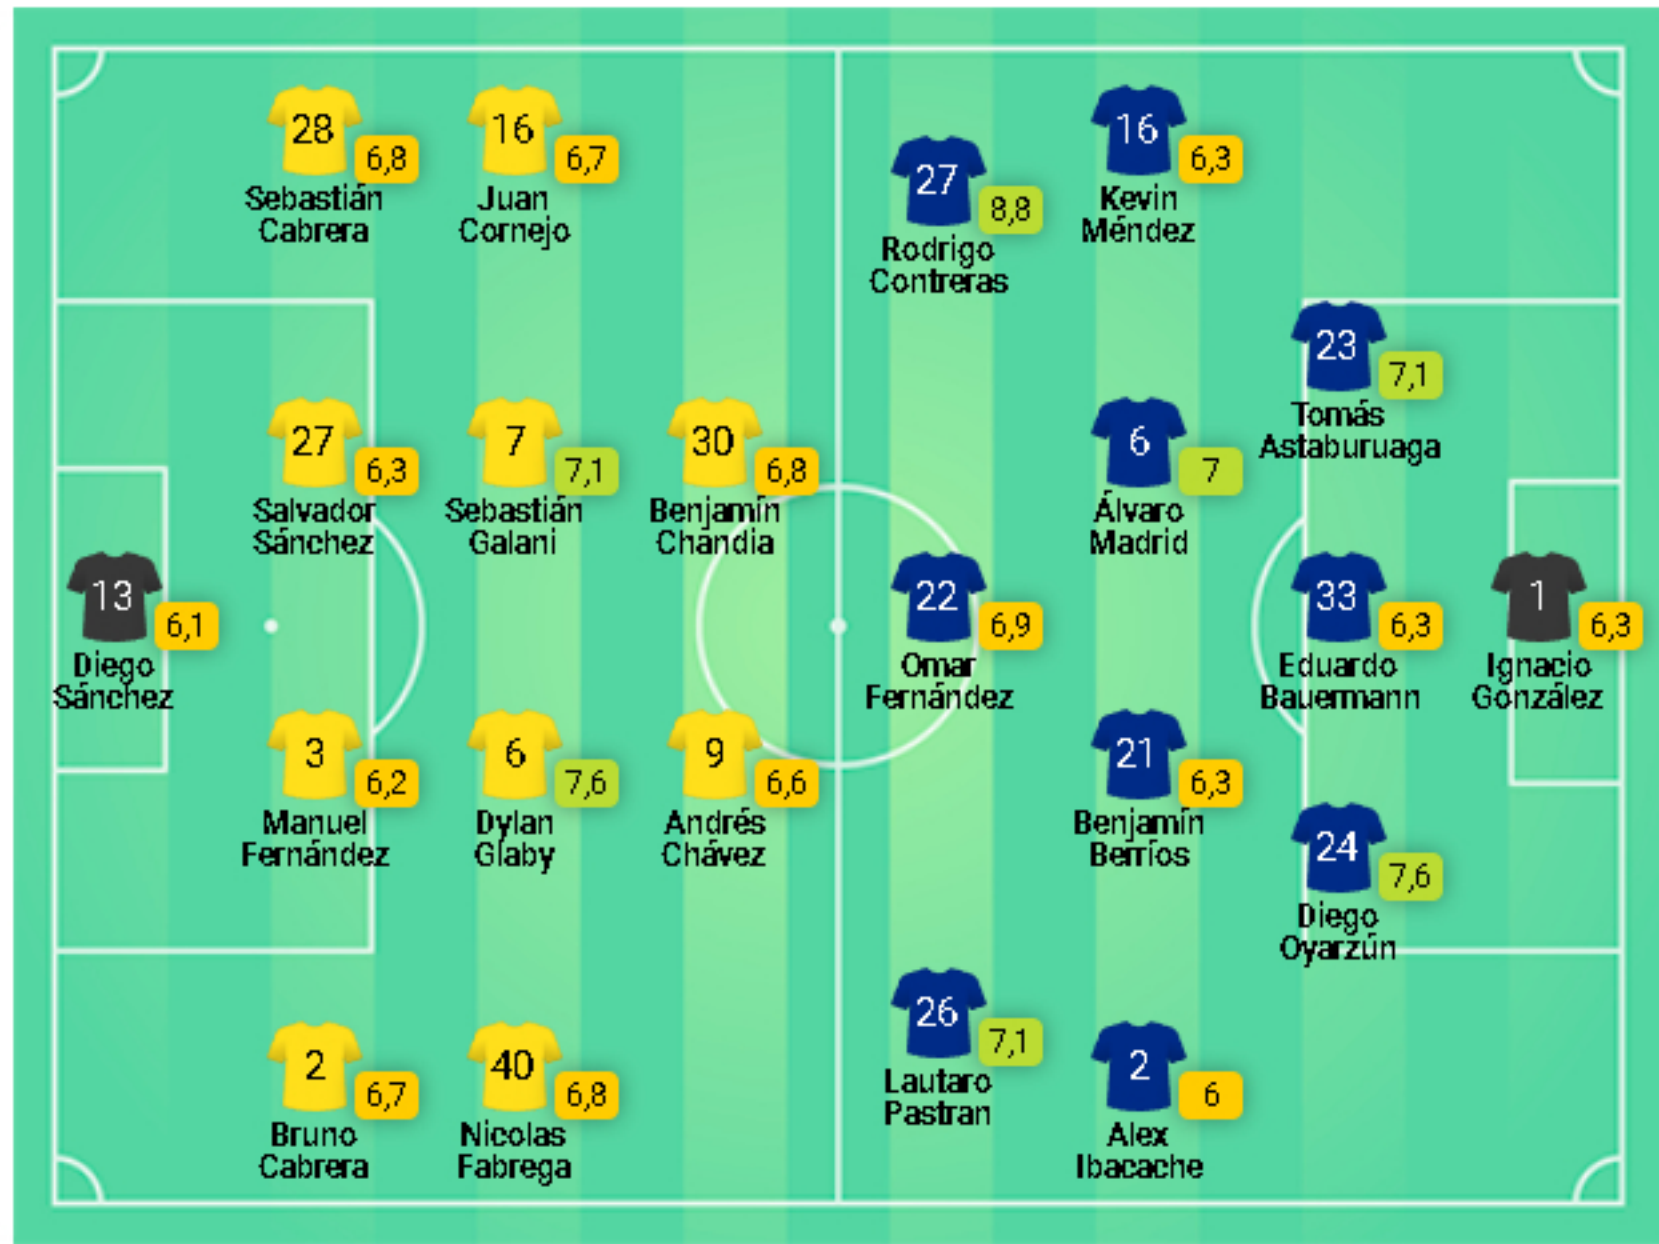 28
6,8
Sebastián
Cabrera
16
6,7
Juan
Cornejo
27
8,8
Rodrigo
Contreras
16
6,3
Kevin
Méndez
23
7,1
Tomás
Astaburuaga
27
6,3
Salvador
Sánchez
7
7,1
Sebastián
Galani
30
6,8
Benjamín
Chandia
6
7
Álvaro
Madrid
13
6,1
Diego
Sánchez
22
6,9
Omar
Fernández
33
6,3
Eduardo
Bauermann
1
6,3
Ignacio
González
3
6,2
Manuel
Fernández
6
7,6
Dylan
Glaby
9
6,6
Andrés
Chávez
21
6,3
Benjamín
Berríos
24
7,6
Diego
Oyarzún
2
6,7
Bruno
Cabrera
40
6,8
Nicolas
Fabrega
26
7,1
Lautaro
Pastran
2
6
Alex
Ibacache